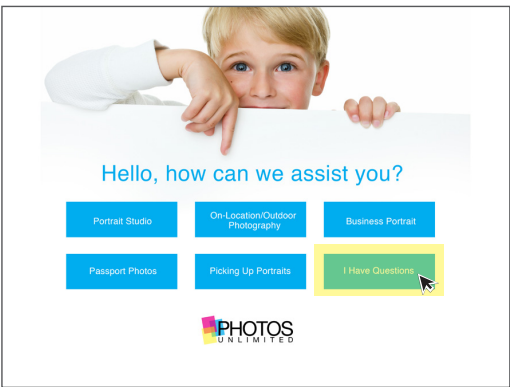 Hello, how can we assist you?
Portrait Studio
On-Location/Outdoor
Photography
Business Portrait
Passport Photos
Picking Up Portraits
I Have Questions
PHOTOS
UNLIMITED